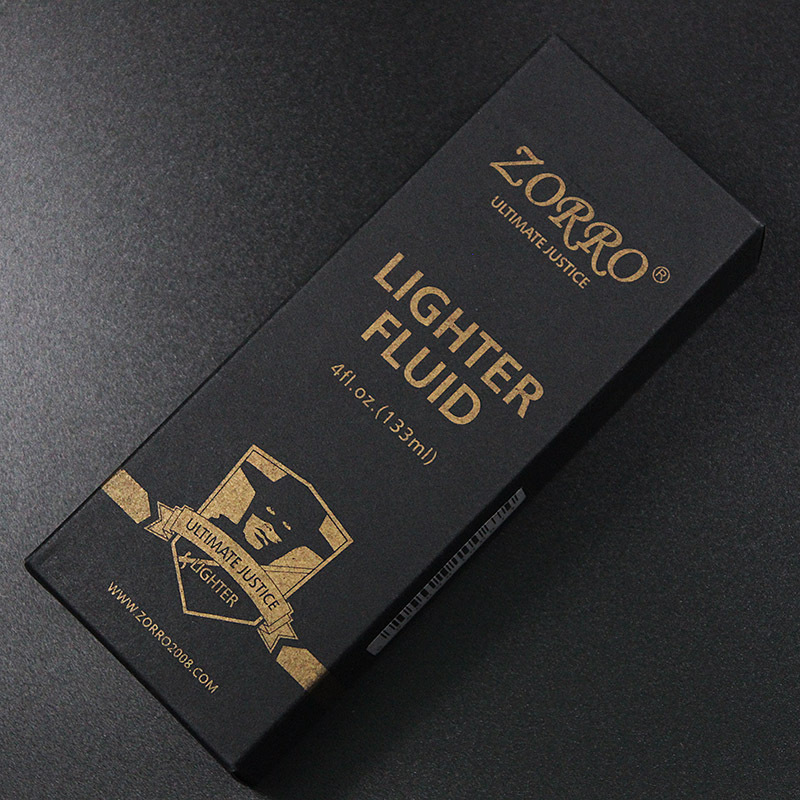 ZORRO®
ULTIMATE JUSTICE
LIGHTER
FLUID
4fl.oz.(133ml)
ULTIMATE JUSTICE
LIGHTER
WWW.ZORRO2008.COM